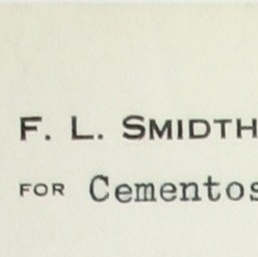 F. L. SMIDTH
FOR Cementos